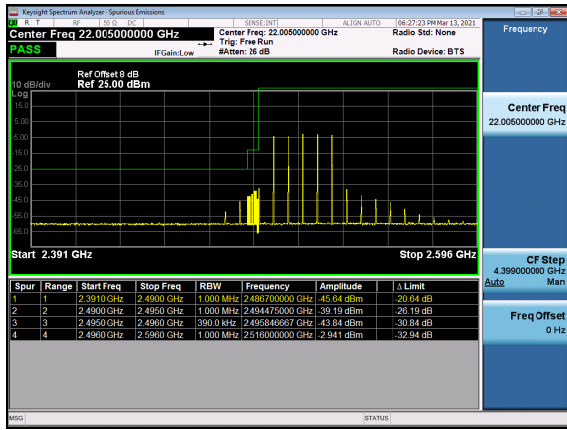 Keysight Spectrum Analyzer - Spurious Emissions
R T RF 50 Ω DC SENSE:INT ALIGN AUTO 06:27:23 PM Mar 13, 2021
Center Freq 22.005000000 GHz
Center Freq: 22.005000000 GHz
Radio Std: None
Trig: Free Run
PASS
IFGain:Low
#Atten: 26 dB
Radio Device: BTS
Ref Offset 8 dB
10 dB/div Ref 25.00 dBm
Log
15.0
5.00
-5.00
-15.0
-25.0
-35.0
-45.0
-55.0
-65.0
Start 2.391 GHz Stop 2.596 GHz
Spur Range Start Freq Stop Freq RBW Frequency Amplitude Δ Limit
1 1 2.3910 GHz 2.4900 GHz 1.000 MHz 2.486700000 GHz -45.64 dBm -20.64 dB
2 2 2.4900 GHz 2.4950 GHz 1.000 MHz 2.494475000 GHz -39.19 dBm -26.19 dB
3 3 2.4950 GHz 2.4960 GHz 390.0 kHz 2.495846667 GHz -43.84 dBm -30.84 dB
4 4 2.4960 GHz 2.5960 GHz 1.000 MHz 2.516000000 GHz -2.941 dBm -32.94 dB
MSG STATUS
Frequency
Center Freq
22.005000000 GHz
CF Step
4.399000000 GHz
Auto Man
Freq Offset
0 Hz